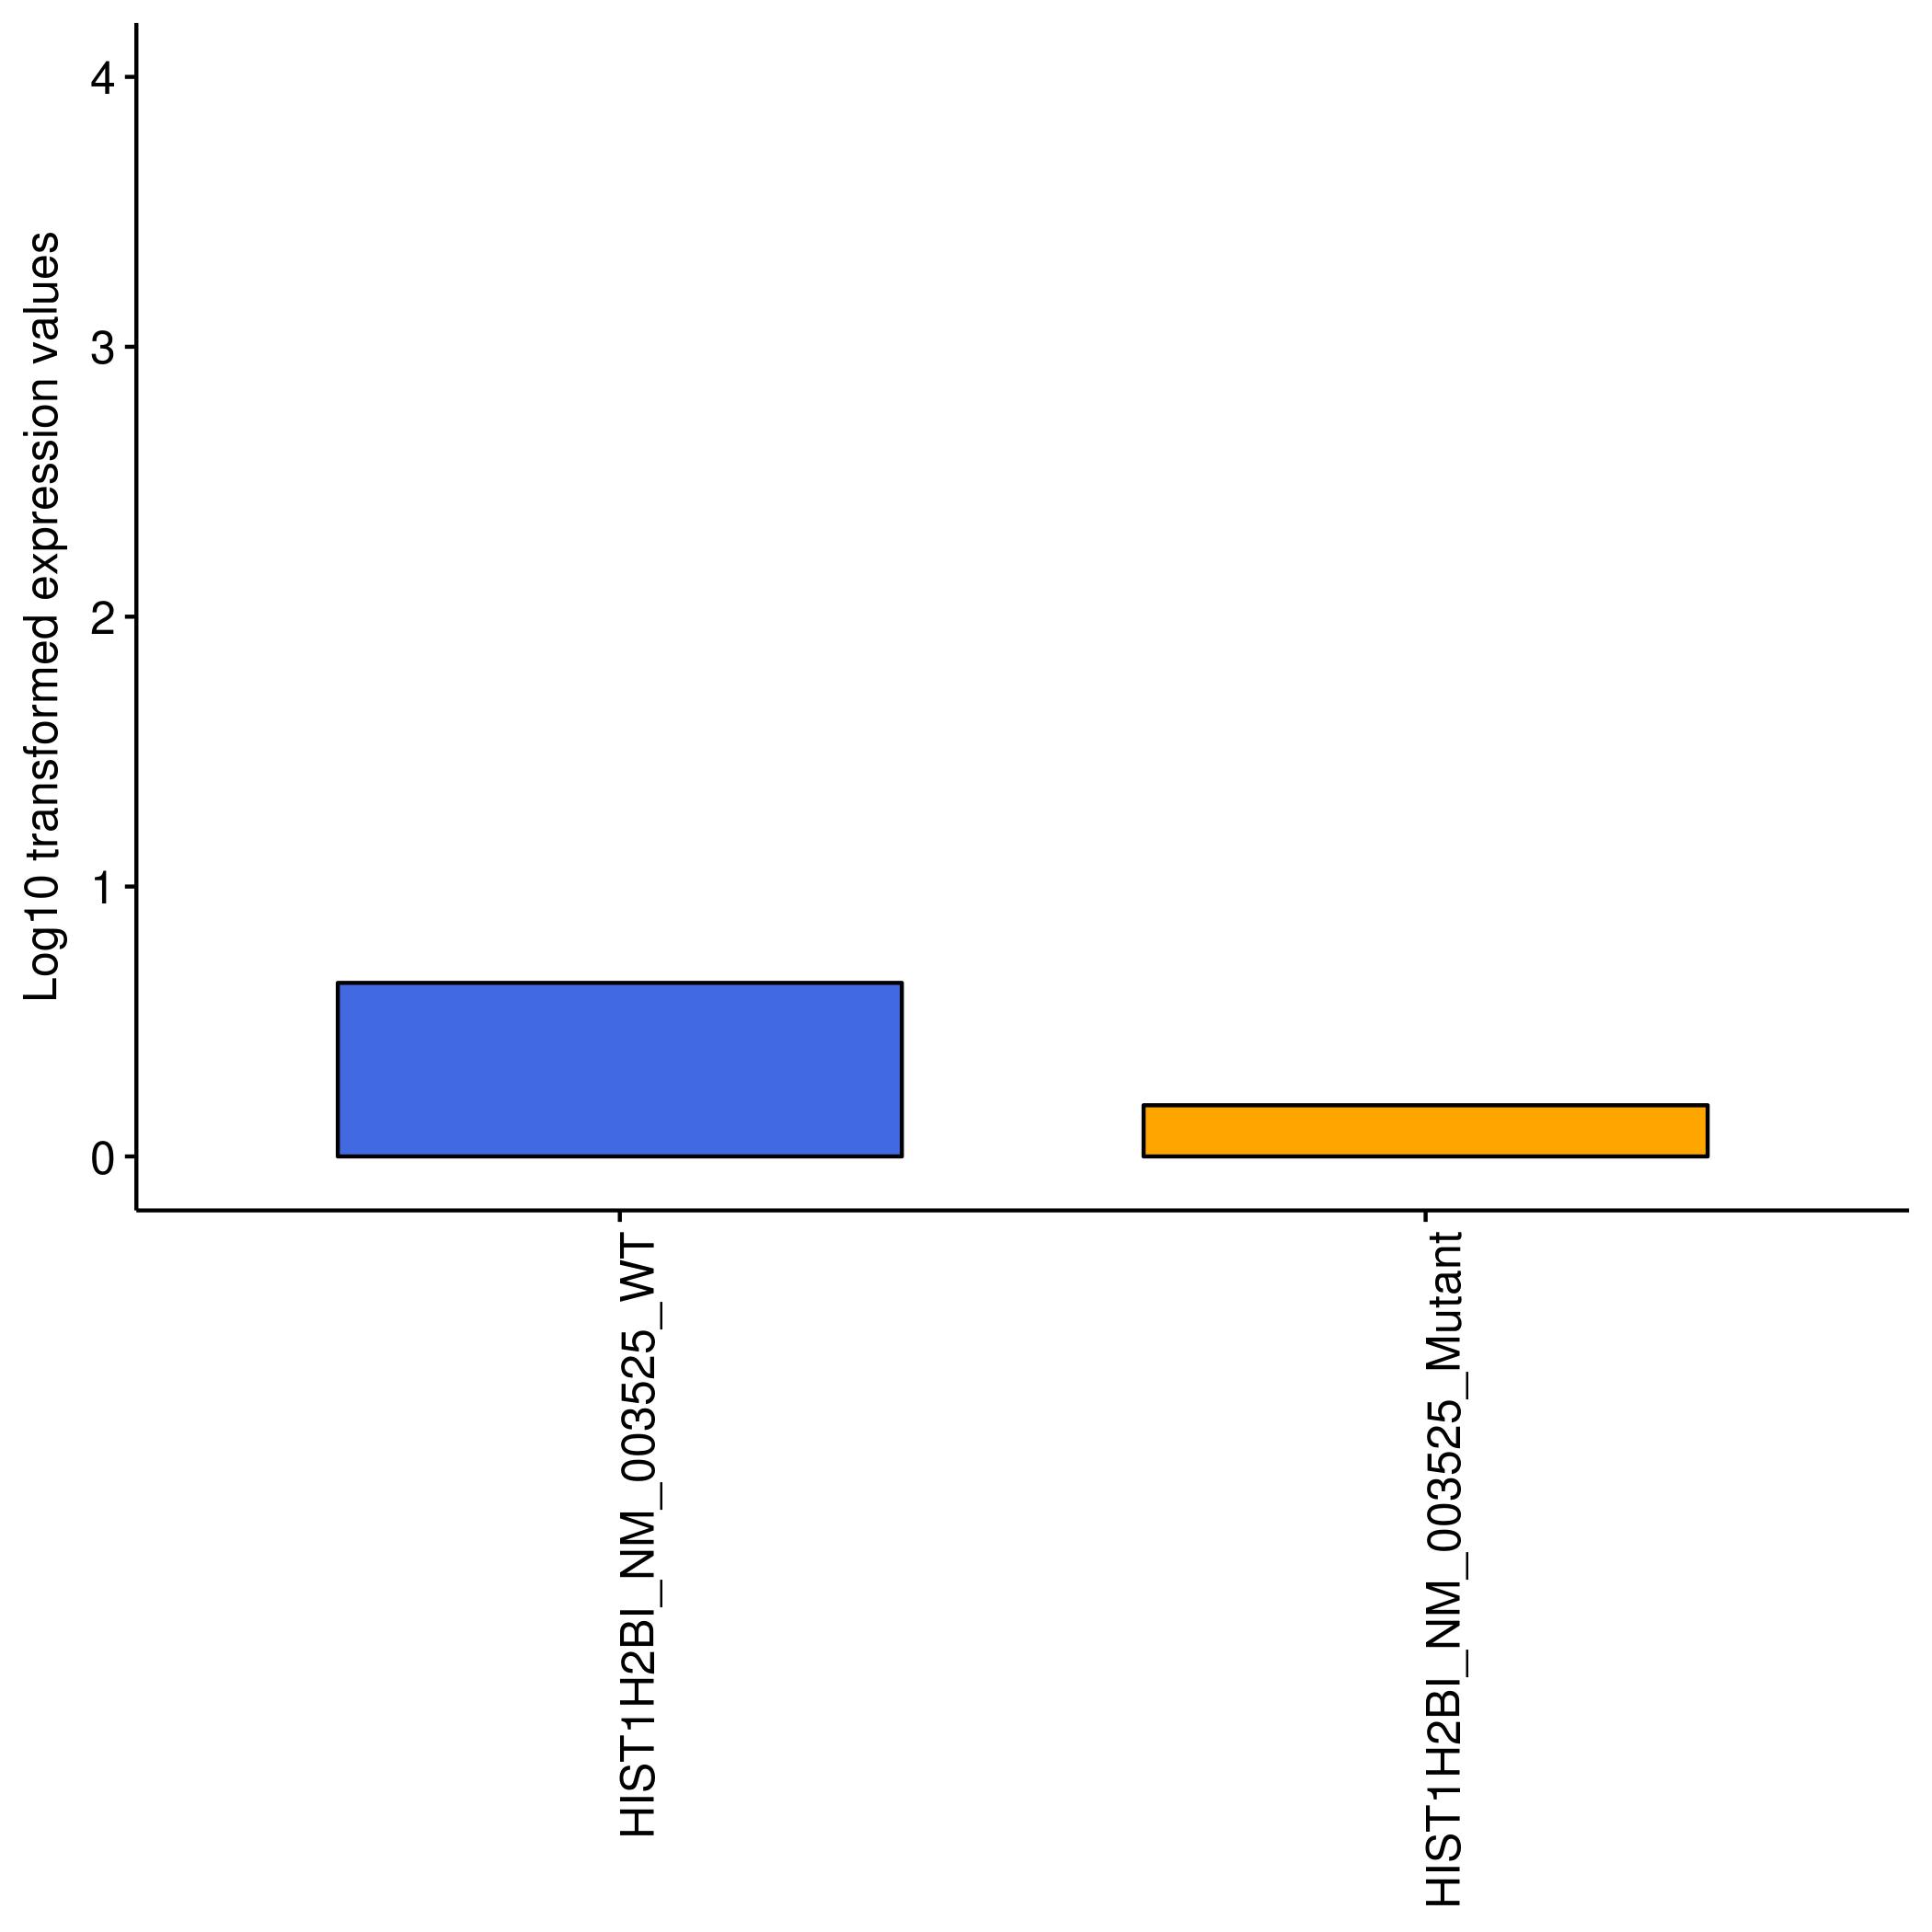 Log10 transformed expression values
4
3
2
1
0
HIST1H2BI_NM_003525_WT
HIST1H2BI_NM_003525_Mutant